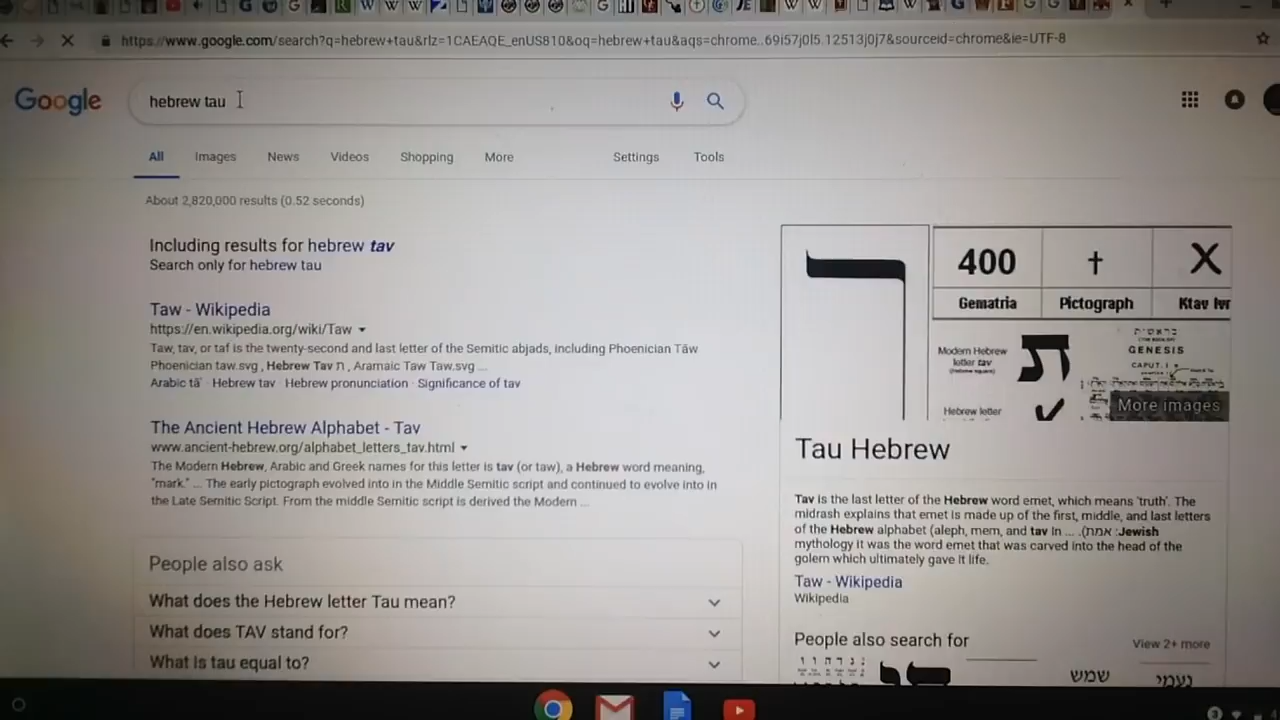 https://www.google.com/search?q=hebrew+tau&rlz=1CAEAQE_enUS810&oq=hebrew+tau&aqs=chrome..69i57j0l5.12513j0j7&sourceid=chrome&ie=UTF-8
Google
hebrew tau
All Images News Videos Shopping More Settings Tools
About 2,820,000 results (0.52 seconds)
Including results for hebrew tav
Search only for hebrew tau
Taw - Wikipedia
https://en.wikipedia.org/wiki/Taw
Taw, tav, or taf is the twenty-second and last letter of the Semitic abjads, including Phoenician Tāw
Phoenician taw.svg , Hebrew Tav ת , Aramaic Taw Taw.svg ...
Arabic tāʼ · Hebrew tav · Hebrew pronunciation · Significance of tav
The Ancient Hebrew Alphabet - Tav
www.ancient-hebrew.org/alphabet_letters_tav.html
The Modern Hebrew, Arabic and Greek names for this letter is tav (or taw), a Hebrew word meaning,
"mark." ... The early pictograph evolved into in the Middle Semitic script and continued to evolve into in
the Late Semitic Script. From the middle Semitic script is derived the Modern ...
People also ask
What does the Hebrew letter Tau mean?
What does TAV stand for?
What is tau equal to?
400
Gematria Pictograph Ktav Ivr
Modern Hebrew
letter tav
ת
Hebrew letter
בראשית
GENESIS
CAPUT. I
More images
Tau Hebrew
Tav is the last letter of the Hebrew word emet, which means 'truth'. The
midrash explains that emet is made up of the first, middle, and last letters
of the Hebrew alphabet (aleph, mem, and tav in ... .(אמת: Jewish
mythology it was the word emet that was carved into the head of the
golem which ultimately gave it life.
Taw - Wikipedia
Wikipedia
People also search for View 2+ more
שמש
נעמי